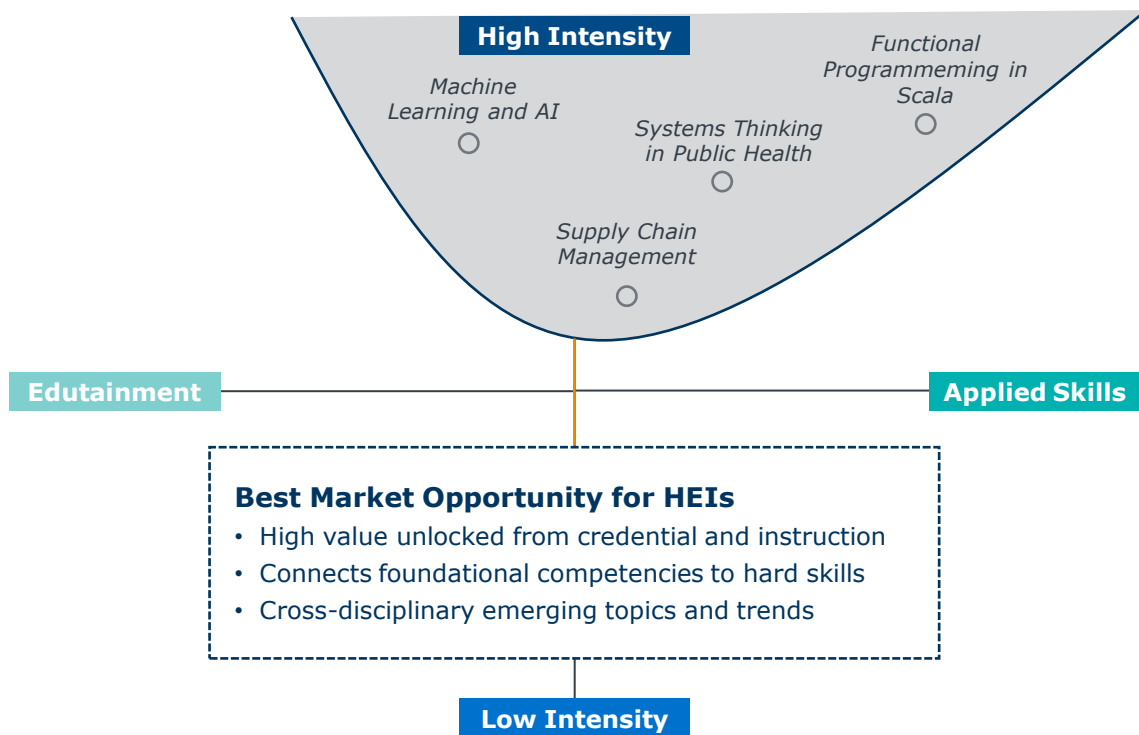 High Intensity
Machine
Learning and AI
Functional
Programmeming in
Scala
Systems Thinking
in Public Health
Supply Chain
Management
Edutainment
Applied Skills
Best Market Opportunity for HEIs
• High value unlocked from credential and instruction
• Connects foundational competencies to hard skills
• Cross-disciplinary emerging topics and trends
Low Intensity